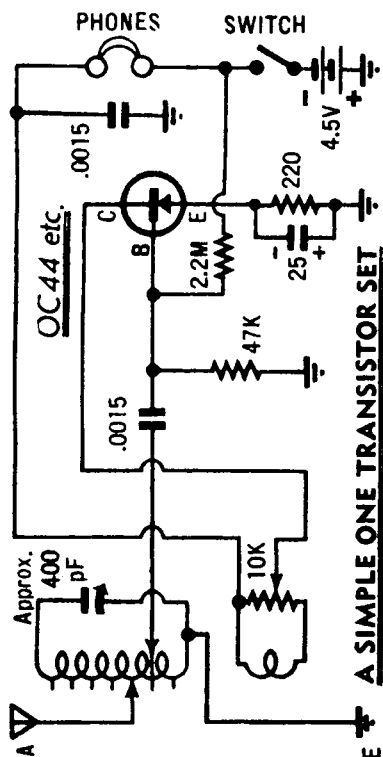 A
Approx.
400
pF
.0015
OC44 etc.
C
B
E
.0015
PHONES
SWITCH
-
+
4.5V
2.2M
47K
-
25
+
220
10K
E
A SIMPLE ONE TRANSISTOR SET